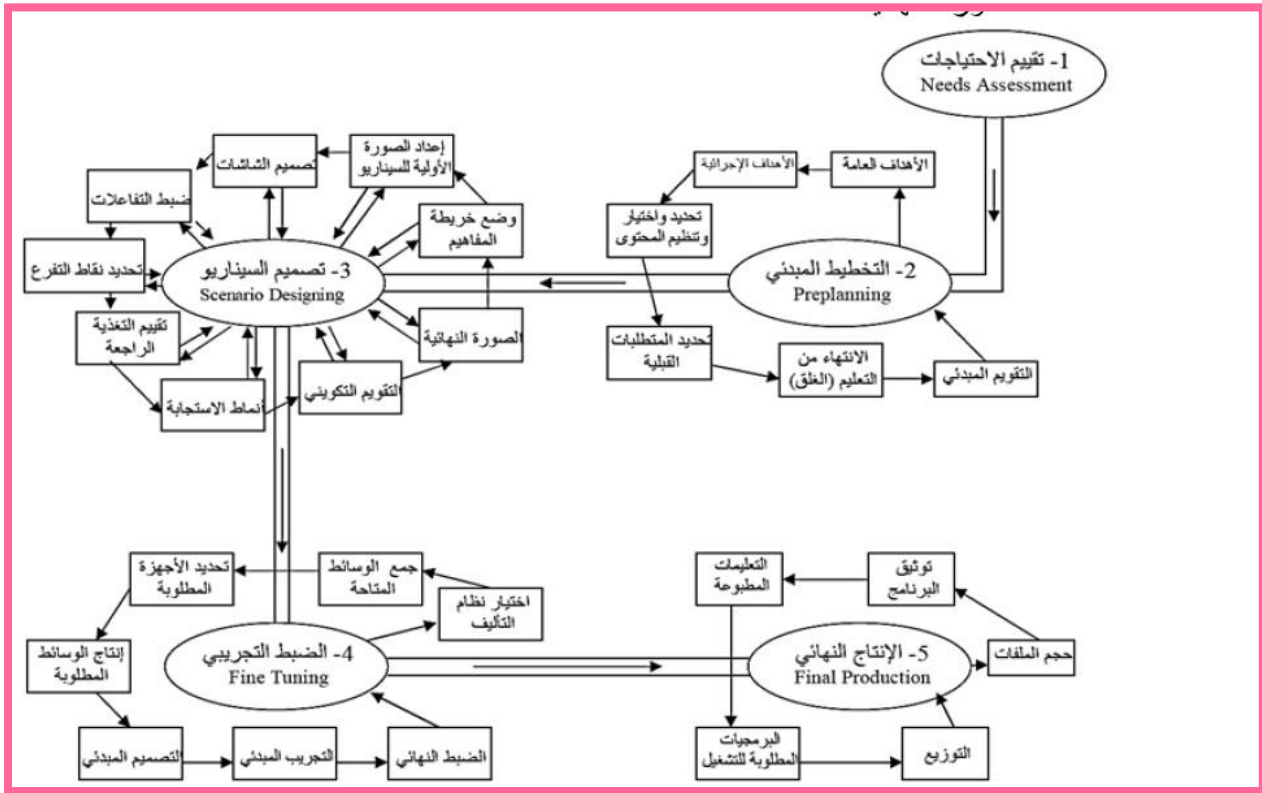 1- تقييم الاحتياجات
Needs Assessment
الأهداف العامة
الأهداف الإجرائية
تحديد واختيار
وتنظيم المحتوى
2- التخطيط المبدئي
Preplanning
تحديد المتطلبات
القبلية
الانتهاء من
التعليم (الغلق)
التقويم المبدئي
إعداد الصورة
الأولية للسيناريو
تصميم الشاشات
ضبط التفاعلات
وضع خريطة
المفاهيم
تحديد نقاط التفرع
3- تصميم السيناريو
Scenario Designing
تقييم التغذية
الراجعة
الصورة النهائية
التقويم التكويني
أنماط الاستجابة
جمع الوسائط
المتاحة
تحديد الأجهزة
المطلوبة
اختيار نظام
التأليف
4- الضبط التجريبي
Fine Tuning
إنتاج الوسائط
المطلوبة
التصميم المبدئي
التجريب المبدئي
الضبط النهائي
توثيق
البرنامج
التعليمات
المطبوعة
حجم الملفات
5- الإنتاج النهائي
Final Production
البرمجيات
المطلوبة للتشغيل
التوزيع